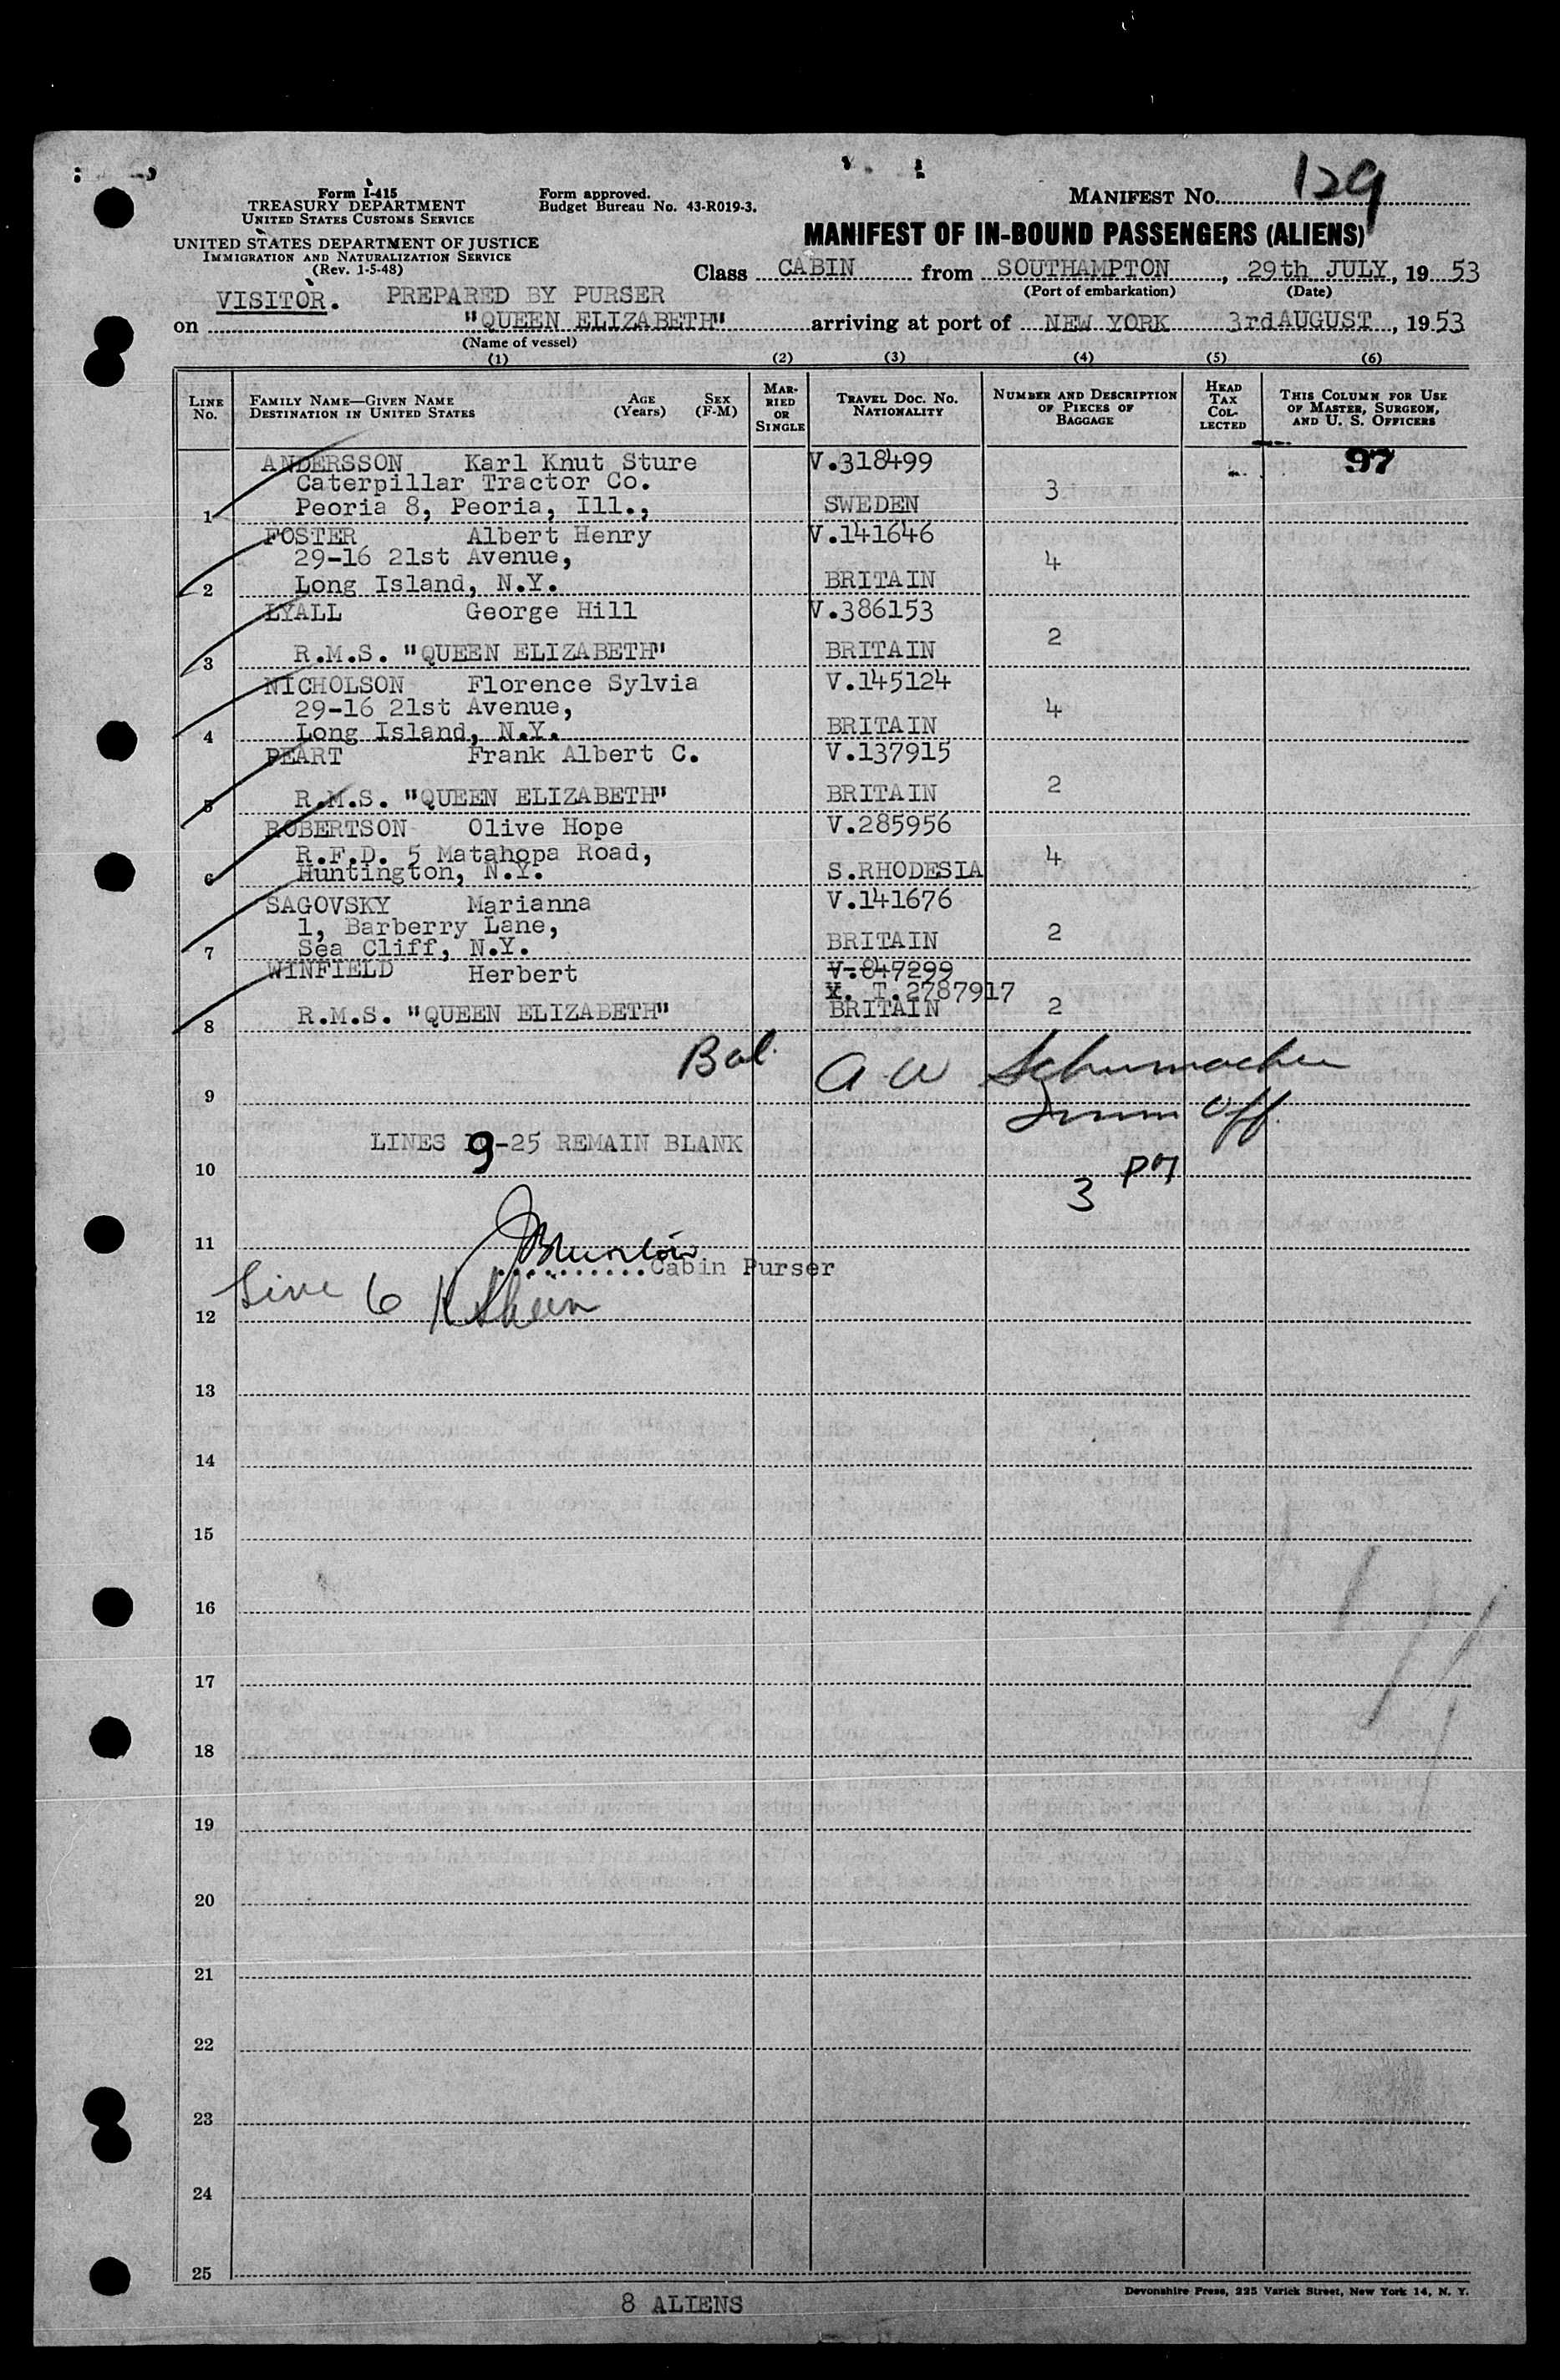 Form I-415
TREASURY DEPARTMENT
UNITED STATES CUSTOMS SERVICE
UNITED STATES DEPARTMENT OF JUSTICE
IMMIGRATION AND NATURALIZATION SERVICE
(Rev. 1-5-48)
Form approved.
Budget Bureau No. 43-R019-3.
MANIFEST No. 129
MANIFEST OF IN-BOUND PASSENGERS (ALIENS)
Class CABIN from SOUTHAMPTON, 29th JULY, 1953
(Port of embarkation) (Date)
VISITOR. PREPARED BY PURSER
on "QUEEN ELIZABETH" arriving at port of NEW YORK 3rd AUGUST, 1953
(Name of vessel)
(1) (2) (3) (4) (5) (6)
LINE No.
FAMILY NAME—GIVEN NAME AGE SEX
DESTINATION IN UNITED STATES (Years) (F-M)
MARRIED OR SINGLE
TRAVEL DOC. NO. NATIONALITY
NUMBER AND DESCRIPTION OF PIECES OF BAGGAGE
HEAD TAX COLLECTED
THIS COLUMN FOR USE OF MASTER, SURGEON, AND U. S. OFFICERS
ANDERSSON Karl Knut Sture V.318499 97
Caterpillar Tractor Co. 3
1 Peoria 8, Peoria, Ill., SWEDEN
FOSTER Albert Henry V.141646
29-16 21st Avenue, 4
2 Long Island, N.Y. BRITAIN
LYALL George Hill V.386153
2
3 R.M.S. "QUEEN ELIZABETH" BRITAIN
NICHOLSON Florence Sylvia V.145124
29-16 21st Avenue, 4
4 Long Island, N.Y. BRITAIN
PEART Frank Albert C. V.137915
2
5 R.M.S. "QUEEN ELIZABETH" BRITAIN
ROBERTSON Olive Hope V.285956
R.F.D. 5 Matahopa Road, 4
6 Huntington, N.Y. S.RHODESIA
SAGOVSKY Marianna V.141676
1, Barberry Lane, 2
7 Sea Cliff, N.Y. BRITAIN
WINFIELD Herbert V.847299
X. T.2787917
8 R.M.S. "QUEEN ELIZABETH" BRITAIN 2
Bal. A W Schumacher
9
Imm Off.
LINES 9-25 REMAIN BLANK
10
3 PM
11
..........Cabin Purser
Line 6
12
13
14
15
16
17
18
19
20
21
22
23
24
25
Devonshire Press, 225 Varick Street, New York 14, N. Y.
8 ALIENS